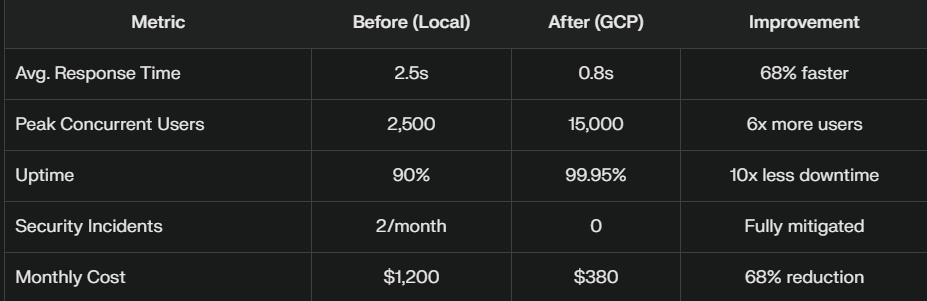 Metric Before (Local) After (GCP) Improvement
Avg. Response Time 2.5s 0.8s 68% faster
Peak Concurrent Users 2,500 15,000 6x more users
Uptime 90% 99.95% 10x less downtime
Security Incidents 2/month 0 Fully mitigated
Monthly Cost $1,200 $380 68% reduction